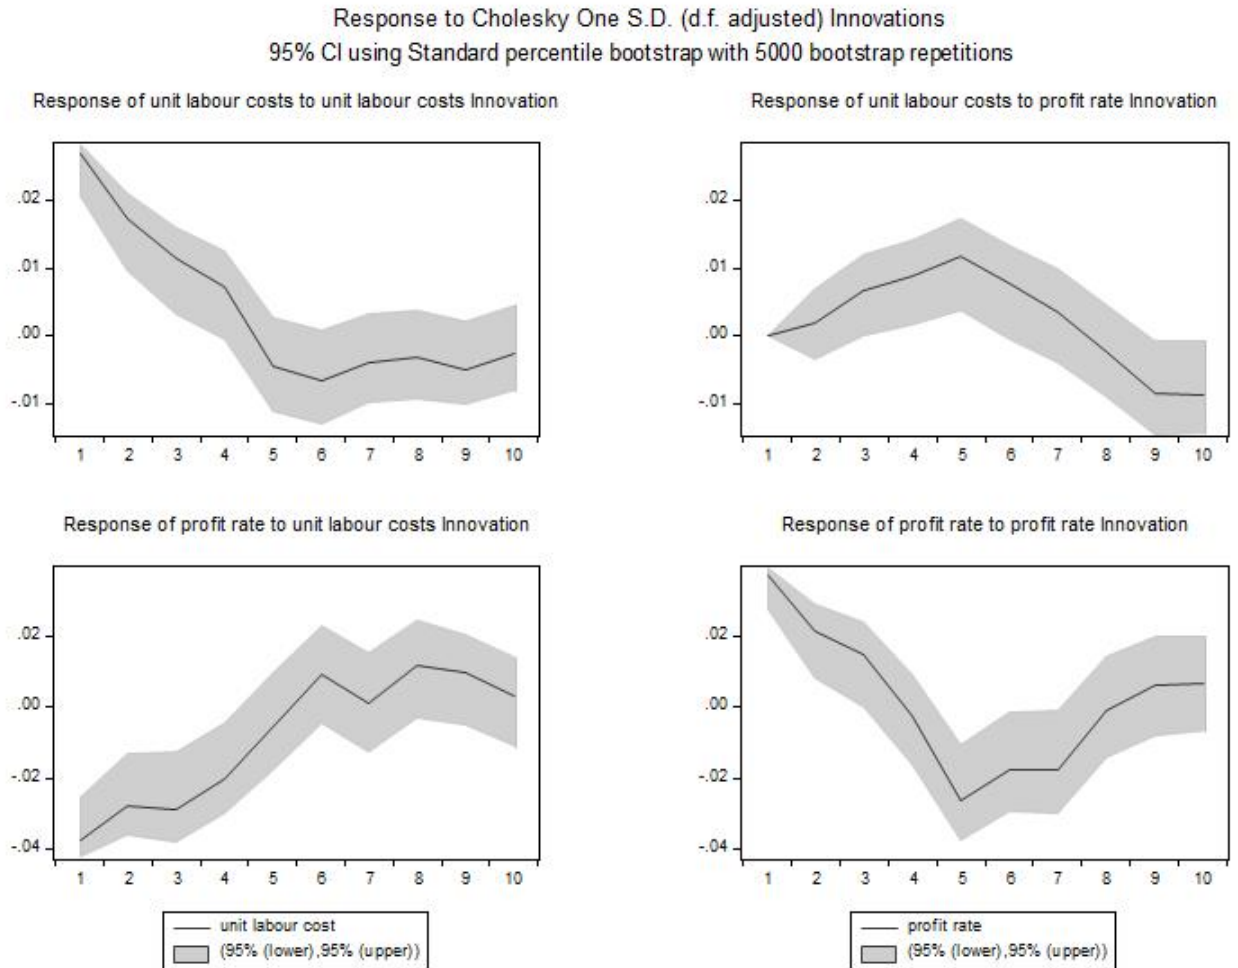 Response to Cholesky One S.D. (d.f. adjusted) Innovations
95% CI using Standard percentile bootstrap with 5000 bootstrap repetitions
Response of unit labour costs to unit labour costs Innovation
.02
.01
.00
-.01
1 2 3 4 5 6 7 8 9 10
Response of unit labour costs to profit rate Innovation
.02
.01
.00
-.01
1 2 3 4 5 6 7 8 9 10
Response of profit rate to unit labour costs Innovation
.02
.00
-.02
-.04
1 2 3 4 5 6 7 8 9 10
Response of profit rate to profit rate Innovation
.02
.00
-.02
-.04
1 2 3 4 5 6 7 8 9 10
unit labour cost
(95% (lower),95% (upper))
profit rate
(95% (lower),95% (upper))